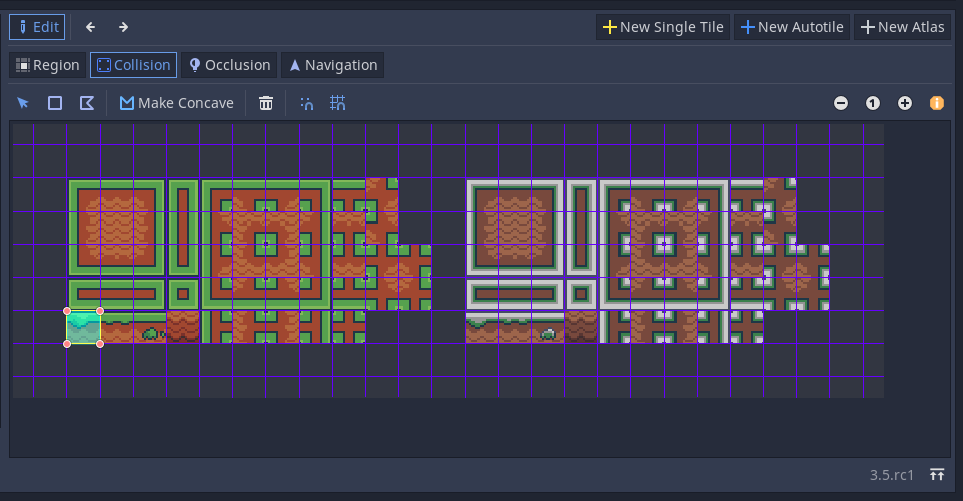 Edit New Single Tile New Autotile New Atlas
Region Collision Occlusion Navigation
Make Concave 1
3.5.rc1